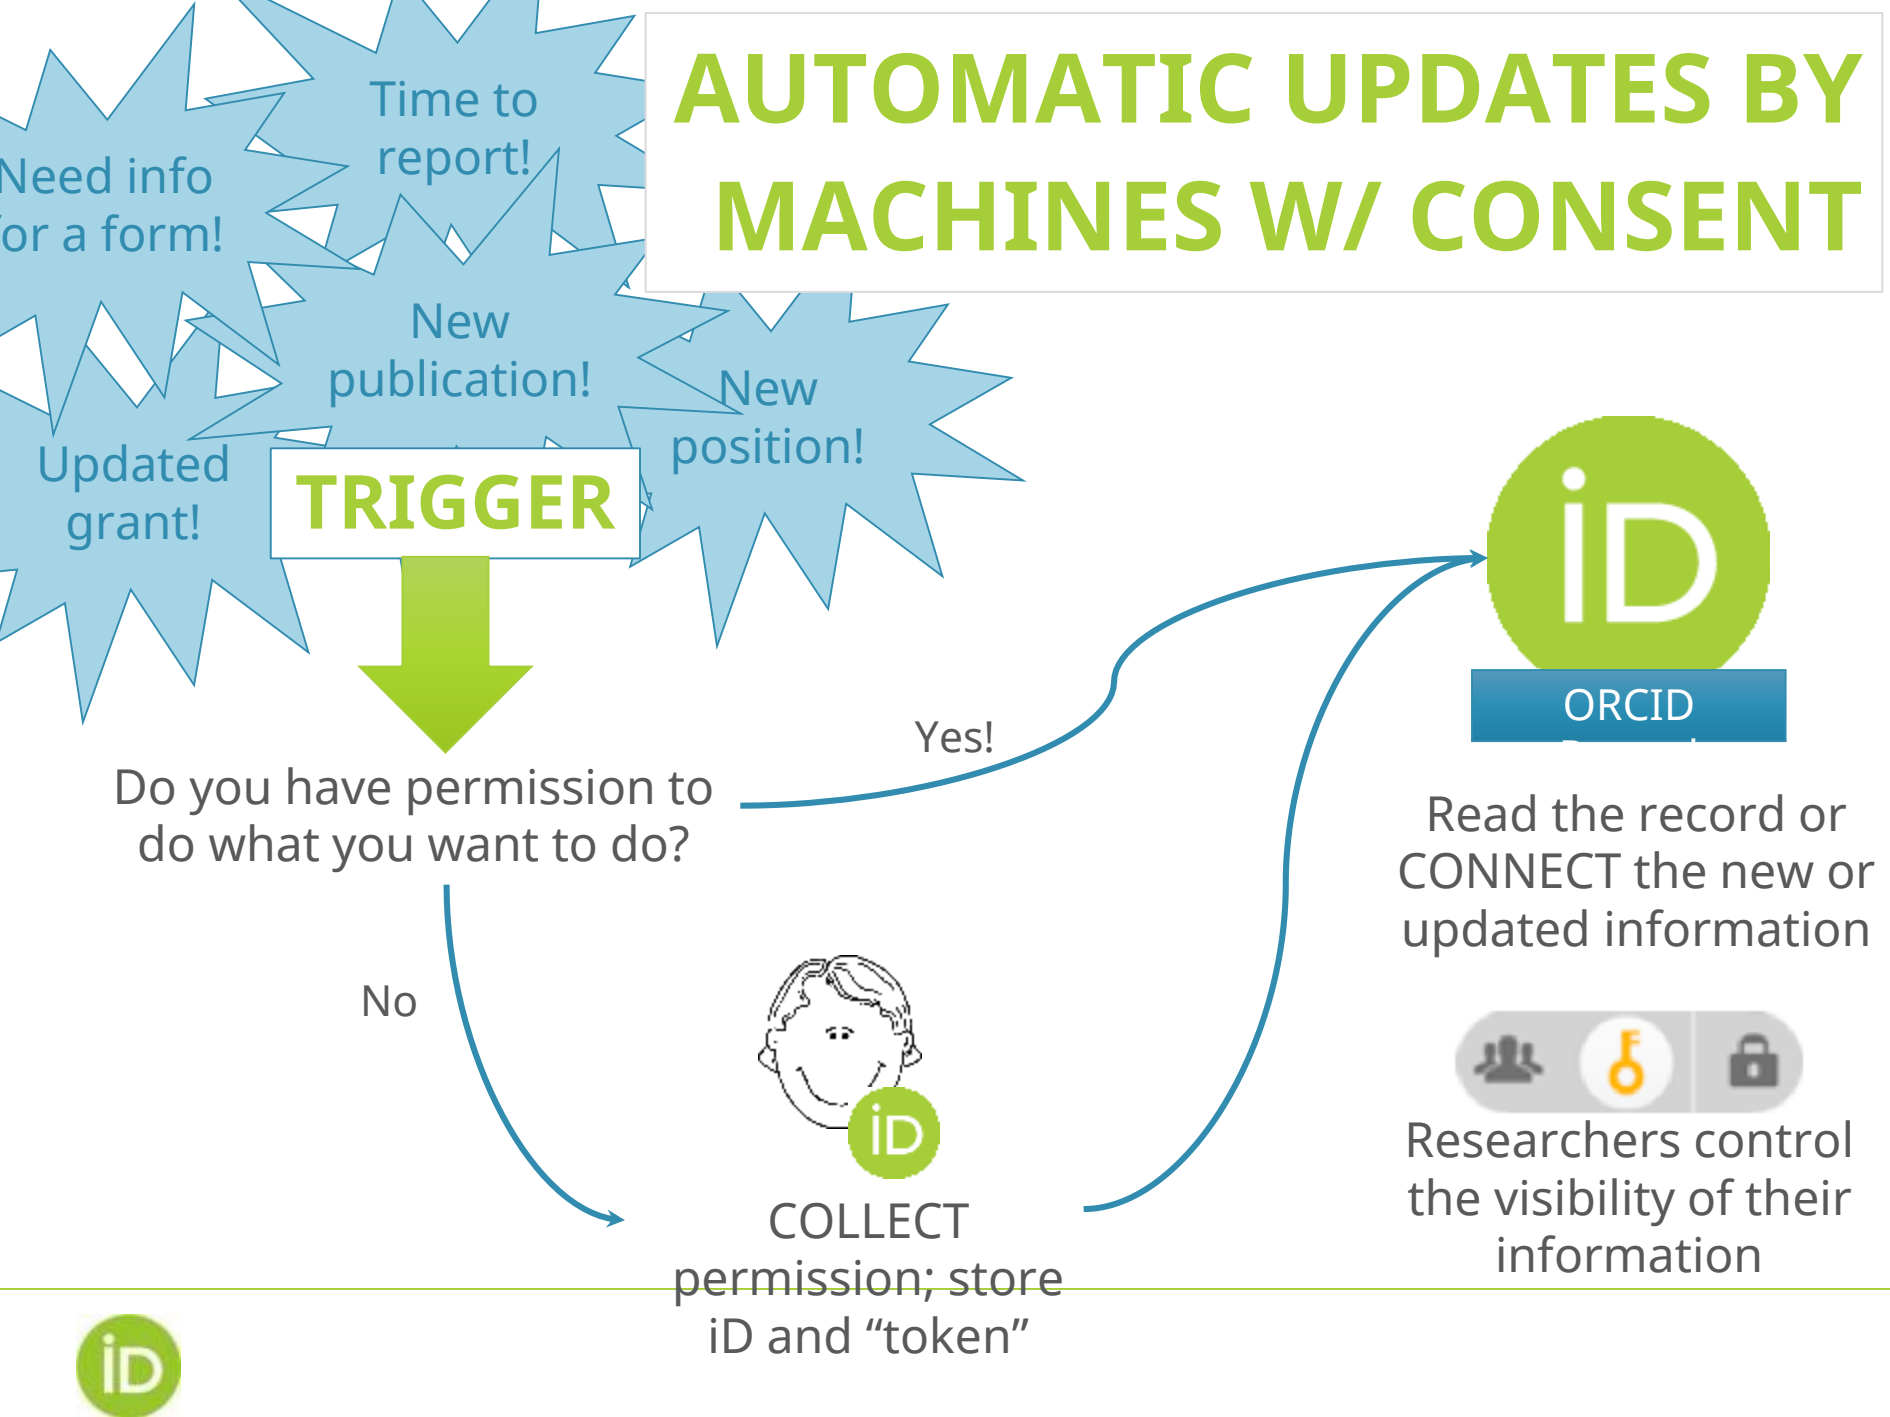 AUTOMATIC UPDATES BY
MACHINES W/ CONSENT
Time to
report!
Need info
for a form!
New
publication!
New
position!
Updated
grant!
TRIGGER
Do you have permission to
do what you want to do?
Yes!
No
COLLECT
permission; store
iD and “token”
iD
ORCID
Read the record or
CONNECT the new or
updated information
Researchers control
the visibility of their
information
iD
iD